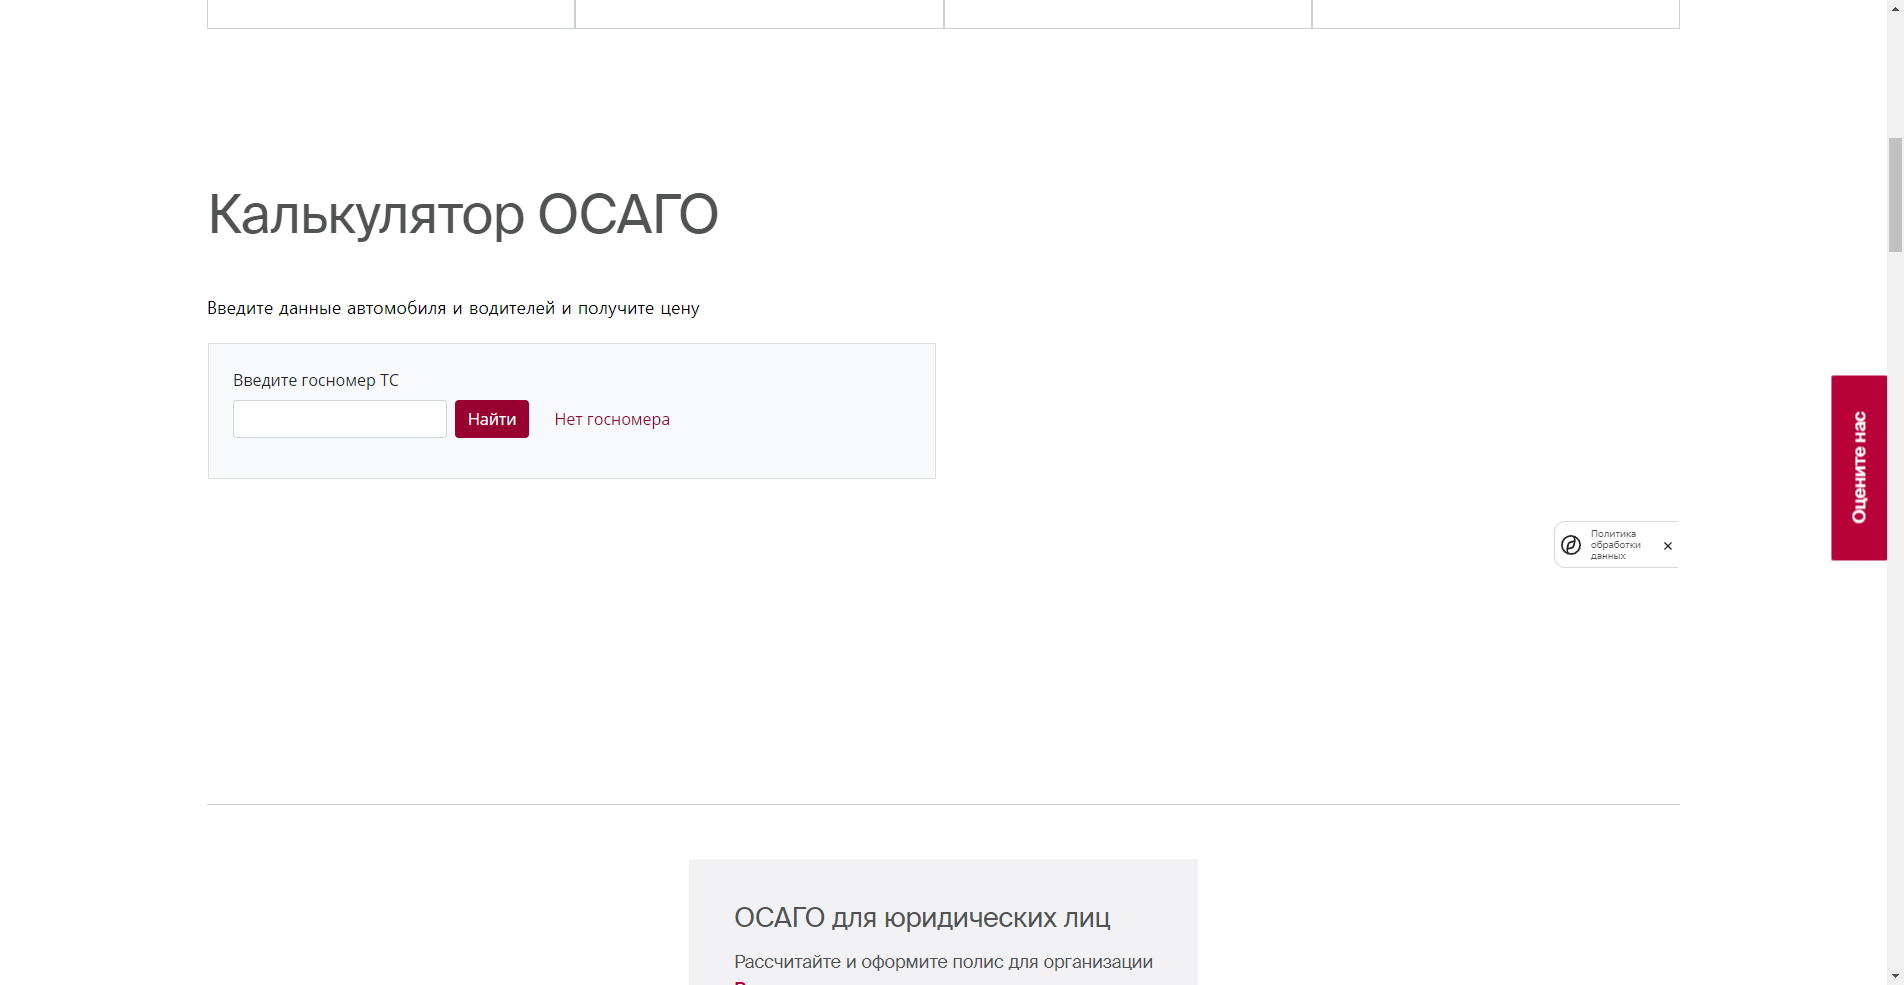 Калькулятор ОСАГО
Введите данные автомобиля и водителей и получите цену
Введите госномер ТС
Найти
Нет госномера
Оцените нас
Политика
обработки
данных
ОСАГО для юридических лиц
Рассчитайте и оформите полис для организации